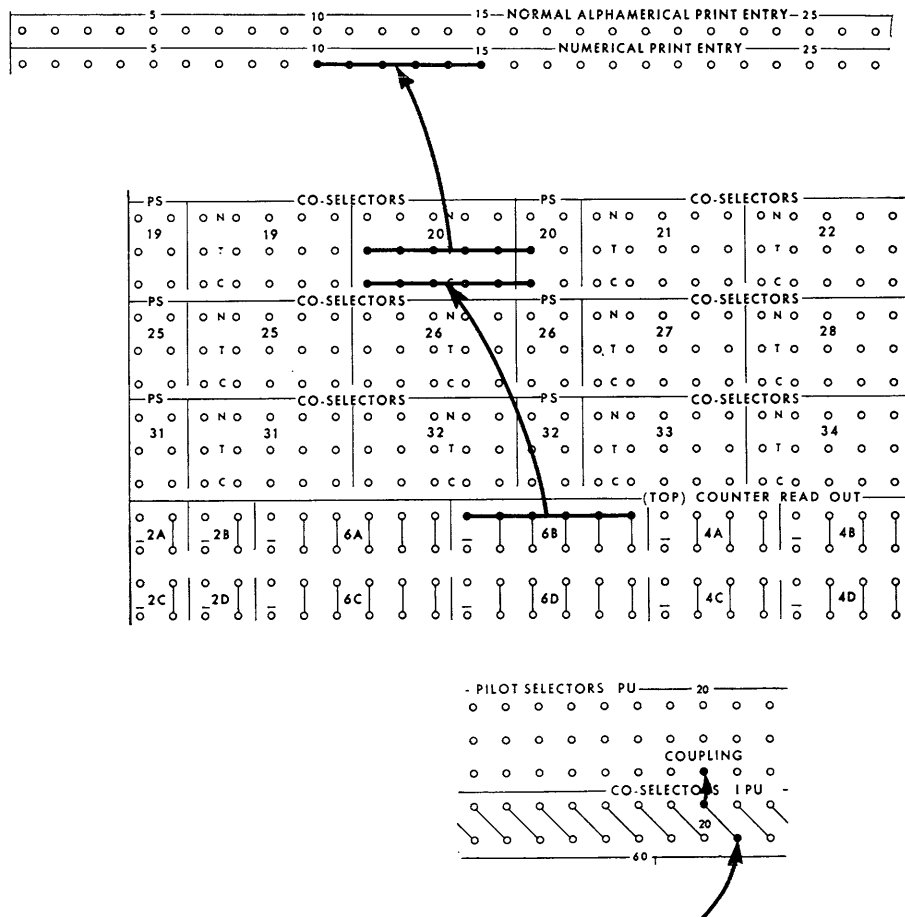 5 10 15 NORMAL ALPHAMERICAL PRINT ENTRY 25
5 10 15 NUMERICAL PRINT ENTRY 25
PS CO-SELECTORS PS CO-SELECTORS
19 N 19 20 N 20 N 21 N 22
T T T
C C C C
PS CO-SELECTORS PS CO-SELECTORS
25 N 25 26 N 26 N 27 N 28
T T T T
C C C C
PS CO-SELECTORS PS CO-SELECTORS
31 N 31 32 N 32 N 33 N 34
T T T T
C C C C
(TOP) COUNTER READ OUT
2A 2B 6A 6B 4A 4B
2C 2D 6C 6D 4C 4D
- PILOT SELECTORS PU 20
COUPLING
CO-SELECTORS I PU -
20
60